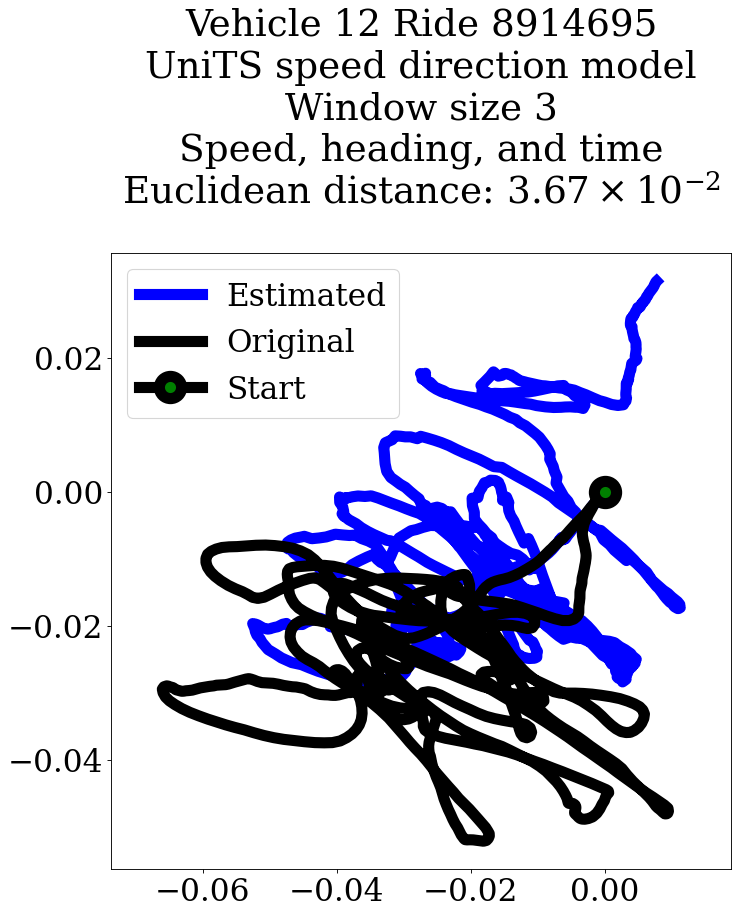 Vehicle 12 Ride 8914695
UniTS speed direction model
Window size 3
Speed, heading, and time
Euclidean distance: 3.67 × 10⁻²
Estimated
Original
Start
0.02
0.00
−0.02
−0.04
−0.06 −0.04 −0.02 0.00